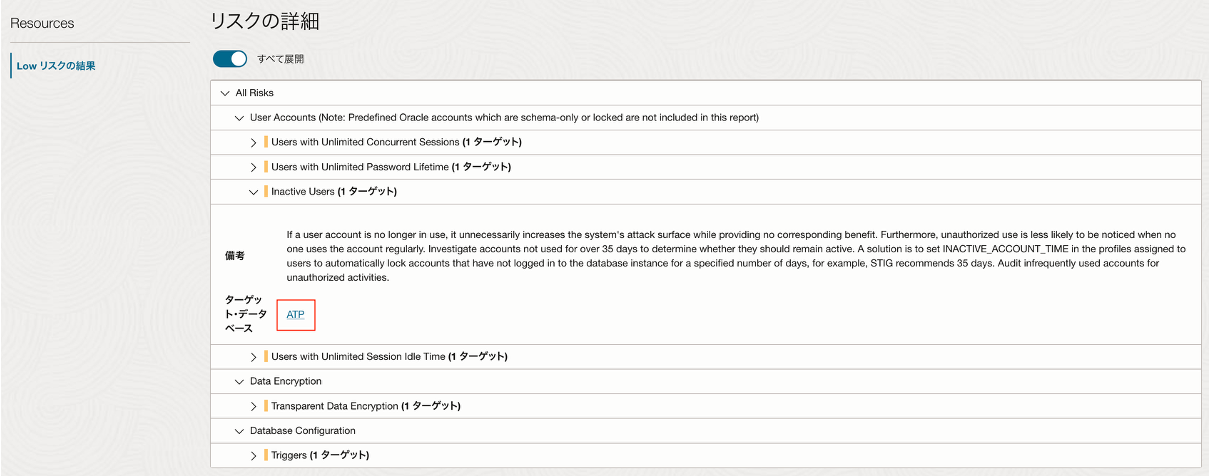 Resources
Low リスクの結果
リスクの詳細
すべて展開
All Risks
User Accounts (Note: Predefined Oracle accounts which are schema-only or locked are not included in this report)
Users with Unlimited Concurrent Sessions (1 ターゲット)
Users with Unlimited Password Lifetime (1 ターゲット)
Inactive Users (1 ターゲット)
備考
If a user account is no longer in use, it unnecessarily increases the system's attack surface while providing no corresponding benefit. Furthermore, unauthorized use is less likely to be noticed when no
one uses the account regularly. Investigate accounts not used for over 35 days to determine whether they should remain active. A solution is to set INACTIVE_ACCOUNT_TIME in the profiles assigned to
users to automatically lock accounts that have not logged in to the database instance for a specified number of days, for example, STIG recommends 35 days. Audit infrequently used accounts for
unauthorized activities.
ターゲッ
ト・データ
ベース
ATP
Users with Unlimited Session Idle Time (1 ターゲット)
Data Encryption
Transparent Data Encryption (1 ターゲット)
Database Configuration
Triggers (1 ターゲット)